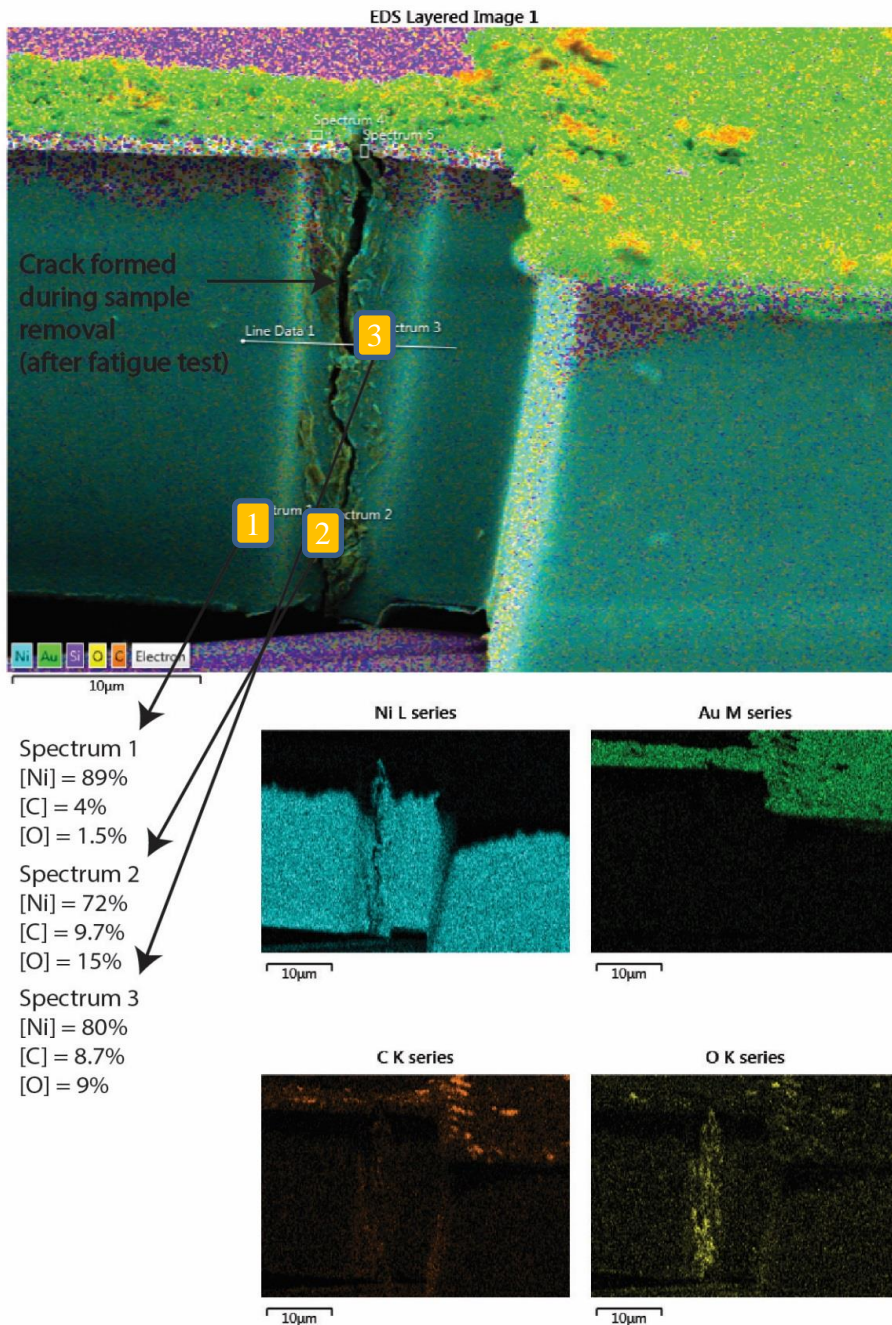 EDS Layered Image 1
Spectrum 4
Spectrum 5
Crack formed
during sample
removal
(after fatigue test)
Line Data 1
3
ectrum 3
1
2
ectrum 2
Ni Au Si O C Electron
10µm
Spectrum 1
[Ni] = 89%
[C] = 4%
[O] = 1.5%
Spectrum 2
[Ni] = 72%
[C] = 9.7%
[O] = 15%
Spectrum 3
[Ni] = 80%
[C] = 8.7%
[O] = 9%
Ni L series
Au M series
10µm
10µm
C K series
O K series
10µm
10µm